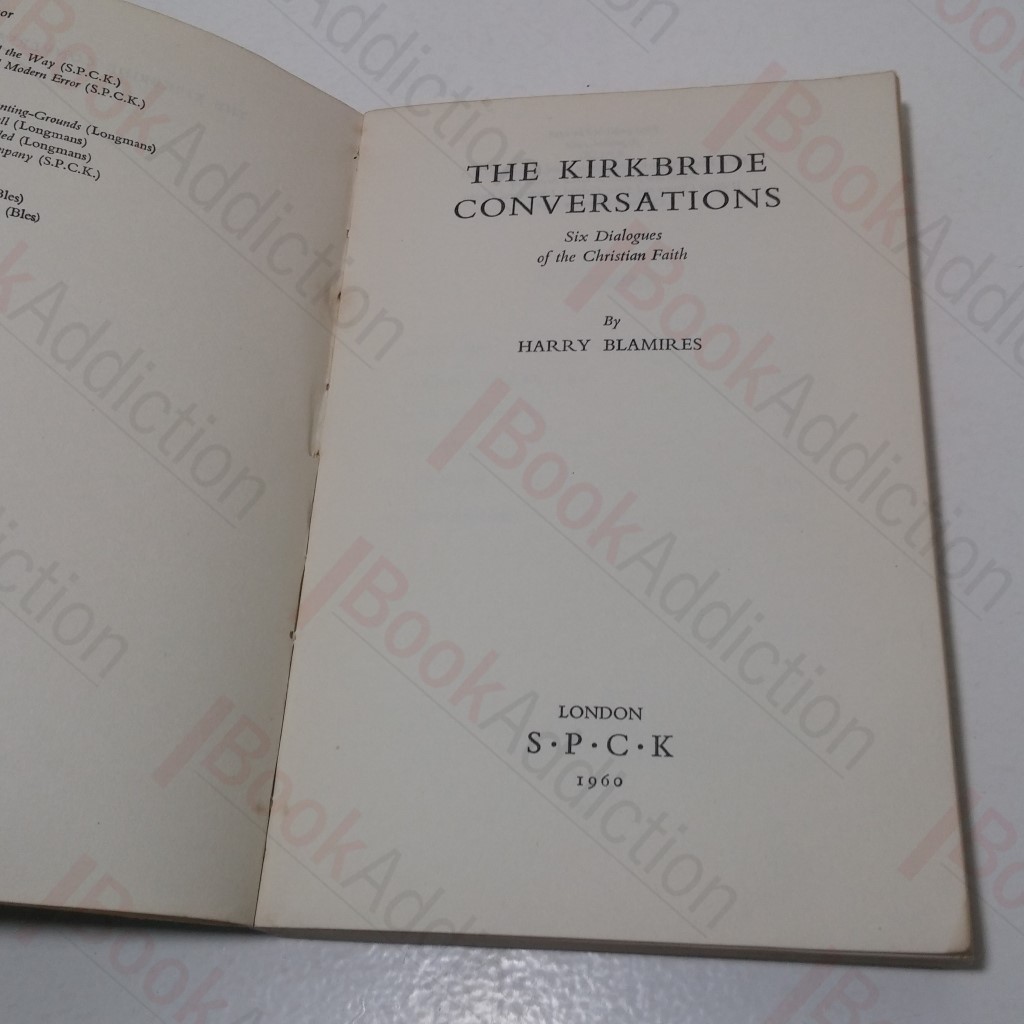 or
the Way (S.P.C.K.)
Modern Error (S.P.C.K.)
nting-Grounds (Longmans)
ll (Longmans)
led (Longmans)
mpany (S.P.C.K.)
Bles)
(Bles)
THE KIRKBRIDE
CONVERSATIONS
Six Dialogues
of the Christian Faith
By
HARRY BLAMIRES
LONDON
S·P·C·K
1960
BookAddiction